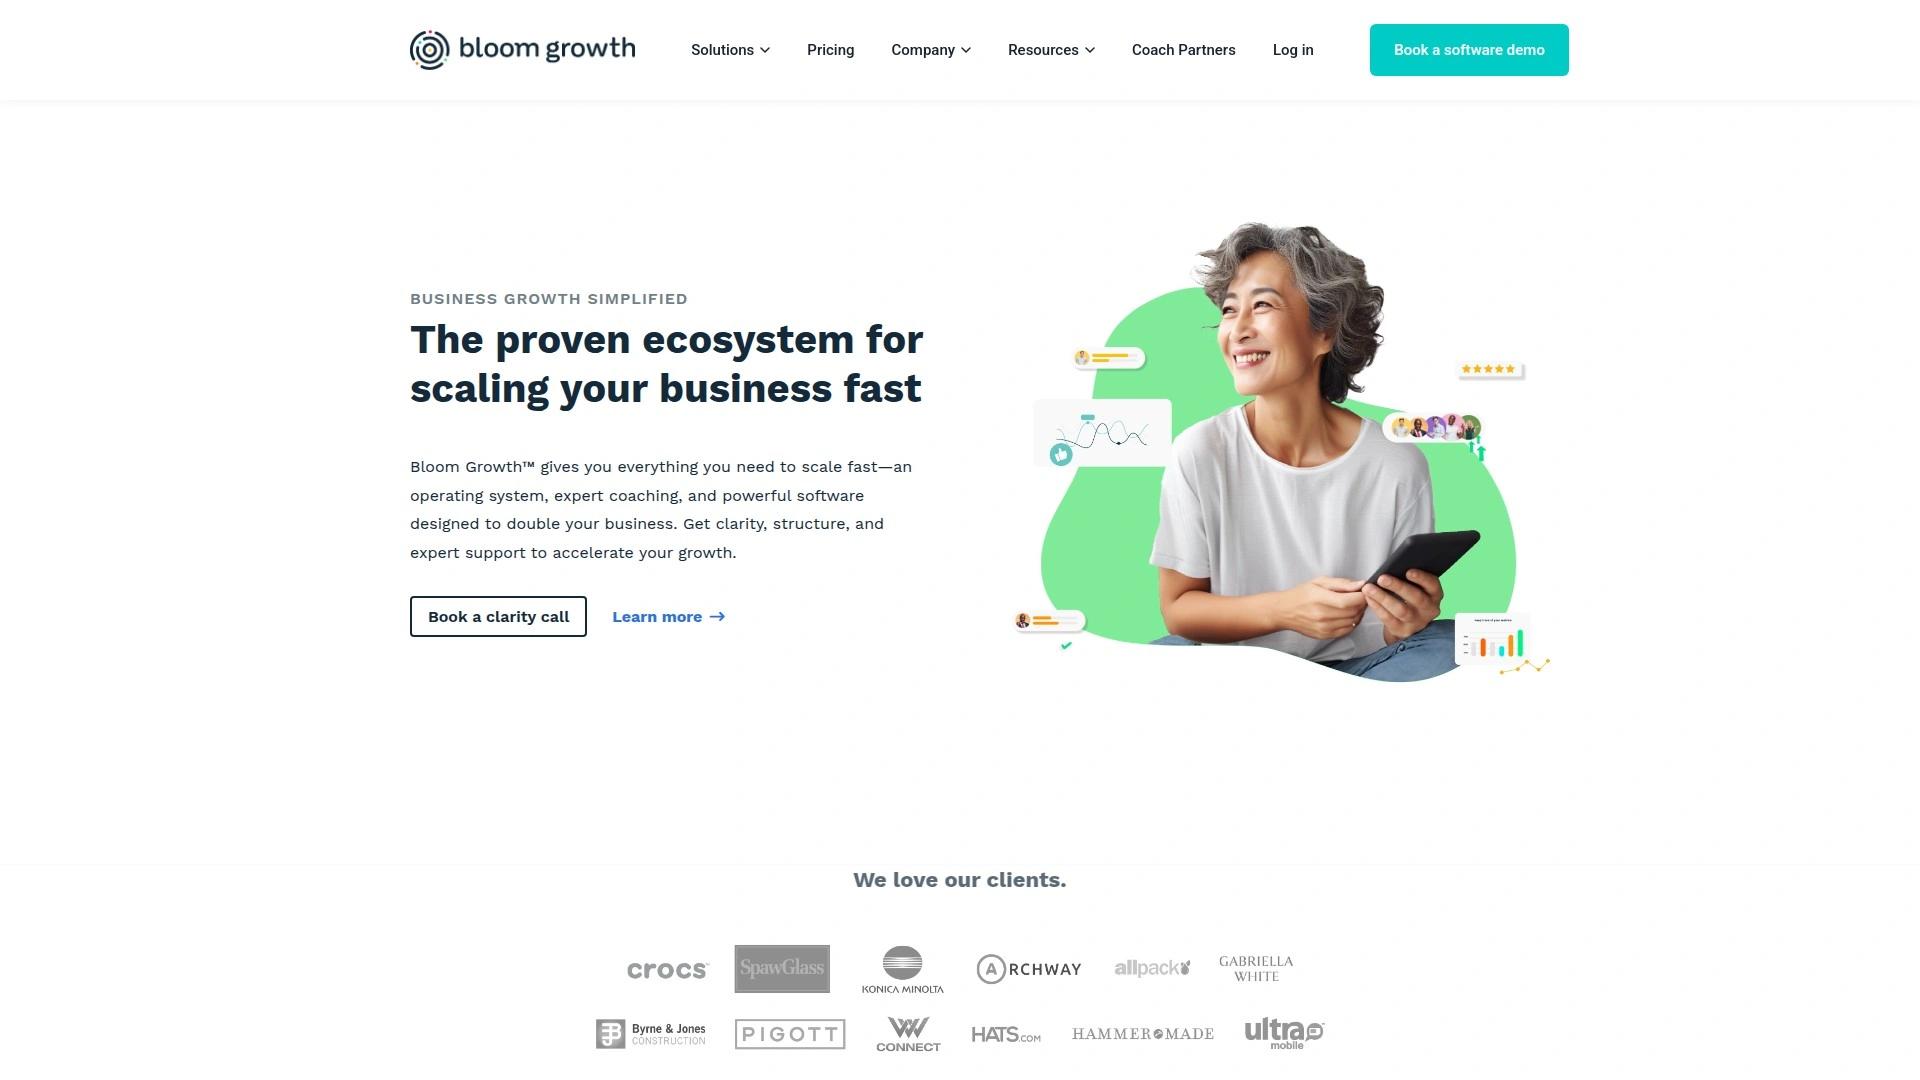 bloom growth
Solutions
Pricing
Company
Resources
Coach Partners
Log in
Book a software demo
BUSINESS GROWTH SIMPLIFIED
The proven ecosystem for
scaling your business fast
Bloom Growth™ gives you everything you need to scale fast—an
operating system, expert coaching, and powerful software
designed to double your business. Get clarity, structure, and
expert support to accelerate your growth.
Book a clarity call
Learn more →
We love our clients.
crocs™
SpawGlass
KONICA MINOLTA
ARCHWAY
allpack
GABRIELLA
WHITE
Byrne & Jones
CONSTRUCTION
PIGOTT
CONNECT
HATS.COM
HAMMER MADE
ultra
mobile